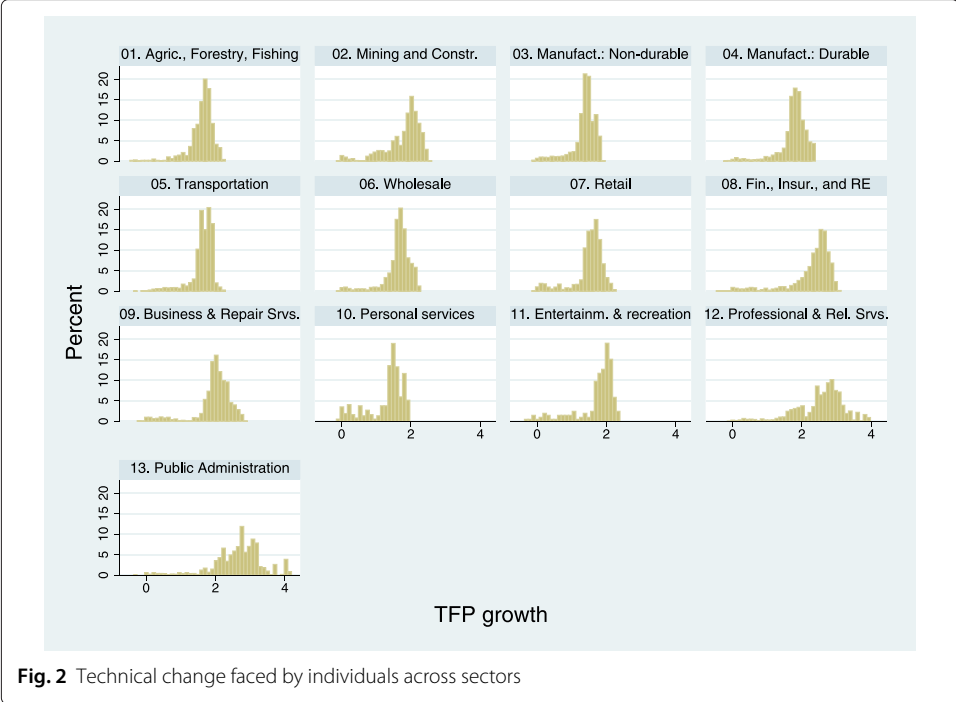 01. Agric., Forestry, Fishing
02. Mining and Constr.
03. Manufact.: Non-durable
04. Manufact.: Durable
0 5 10 15 20
05. Transportation
06. Wholesale
07. Retail
08. Fin., Insur., and RE
0 5 10 15 20
09. Business & Repair Srvs.
10. Personal services
11. Entertainm. & recreation
12. Professional & Rel. Srvs.
0 5 10 15 20
0 2 4
0 2 4
0 2 4
13. Public Administration
0 5 10 15 20
0 2 4
Percent
TFP growth
Fig. 2 Technical change faced by individuals across sectors